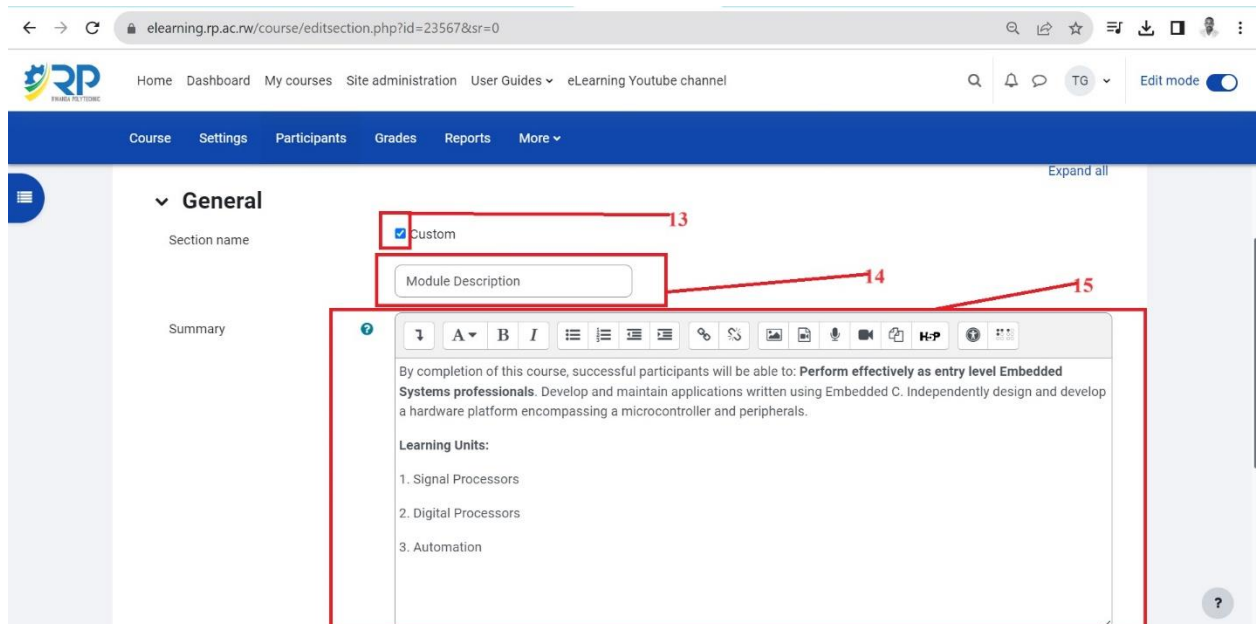 elearning.rp.ac.rw/course/editsection.php?id=23567&sr=0
RP
RWANDA POLYTECHNIC
Home Dashboard My courses Site administration User Guides eLearning Youtube channel
TG
Edit mode
Course Settings Participants Grades Reports More
Expand all
General
Section name
Custom
13
Module Description
14
15
Summary
A B I
H-P
By completion of this course, successful participants will be able to: Perform effectively as entry level Embedded
Systems professionals. Develop and maintain applications written using Embedded C. Independently design and develop
a hardware platform encompassing a microcontroller and peripherals.
Learning Units:
1. Signal Processors
2. Digital Processors
3. Automation
?